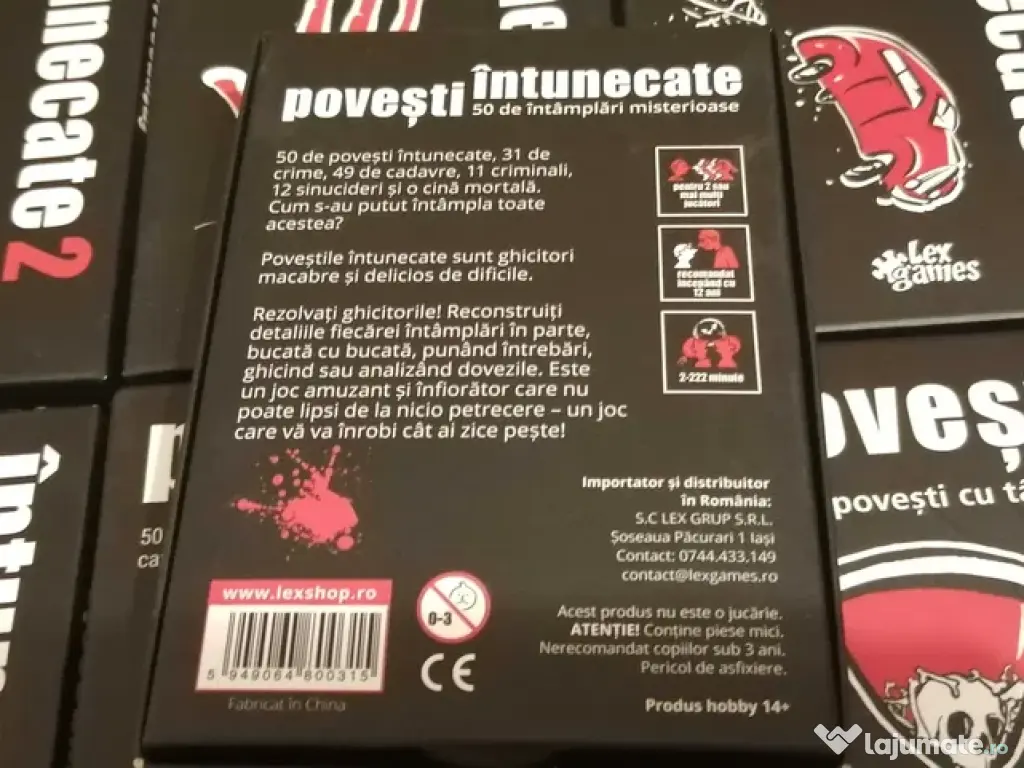 povești întunecate
50 de întâmplări misterioase
50 de povești întunecate, 31 de
crime, 49 de cadavre, 11 criminali,
12 sinucideri și o cină mortală.
Cum s-au putut întâmpla toate
acestea?
Poveștile întunecate sunt ghicitori
macabre și delicios de dificile.
Rezolvați ghicitorile! Reconstruiți
detaliile fiecărei întâmplări în parte,
bucată cu bucată, punând întrebări,
ghicind sau analizând dovezile. Este
un joc amuzant și înfiorător care nu
poate lipsi de la nicio petrecere – un joc
care vă va înrobi cât ai zice pește!
pentru 2 sau
mai mulți
jucători
recomandat
începând cu
12 ani
2-222 minute
Importator și distribuitor
în România:
S.C LEX GRUP S.R.L.
Șoseaua Păcurari 1 Iași
Contact: 0744.433.149
contact@lexgames.ro
www.lexshop.ro
5 949064 800315
Fabricat în China
0-3
CE
Acest produs nu este o jucărie.
ATENȚIE! Conține piese mici.
Nerecomandat copiilor sub 3 ani.
Pericol de asfixiere.
Produs hobby 14+
unecate 2
Lex
games
oveș
povești cu
întun
50
ca
lajumate.ro